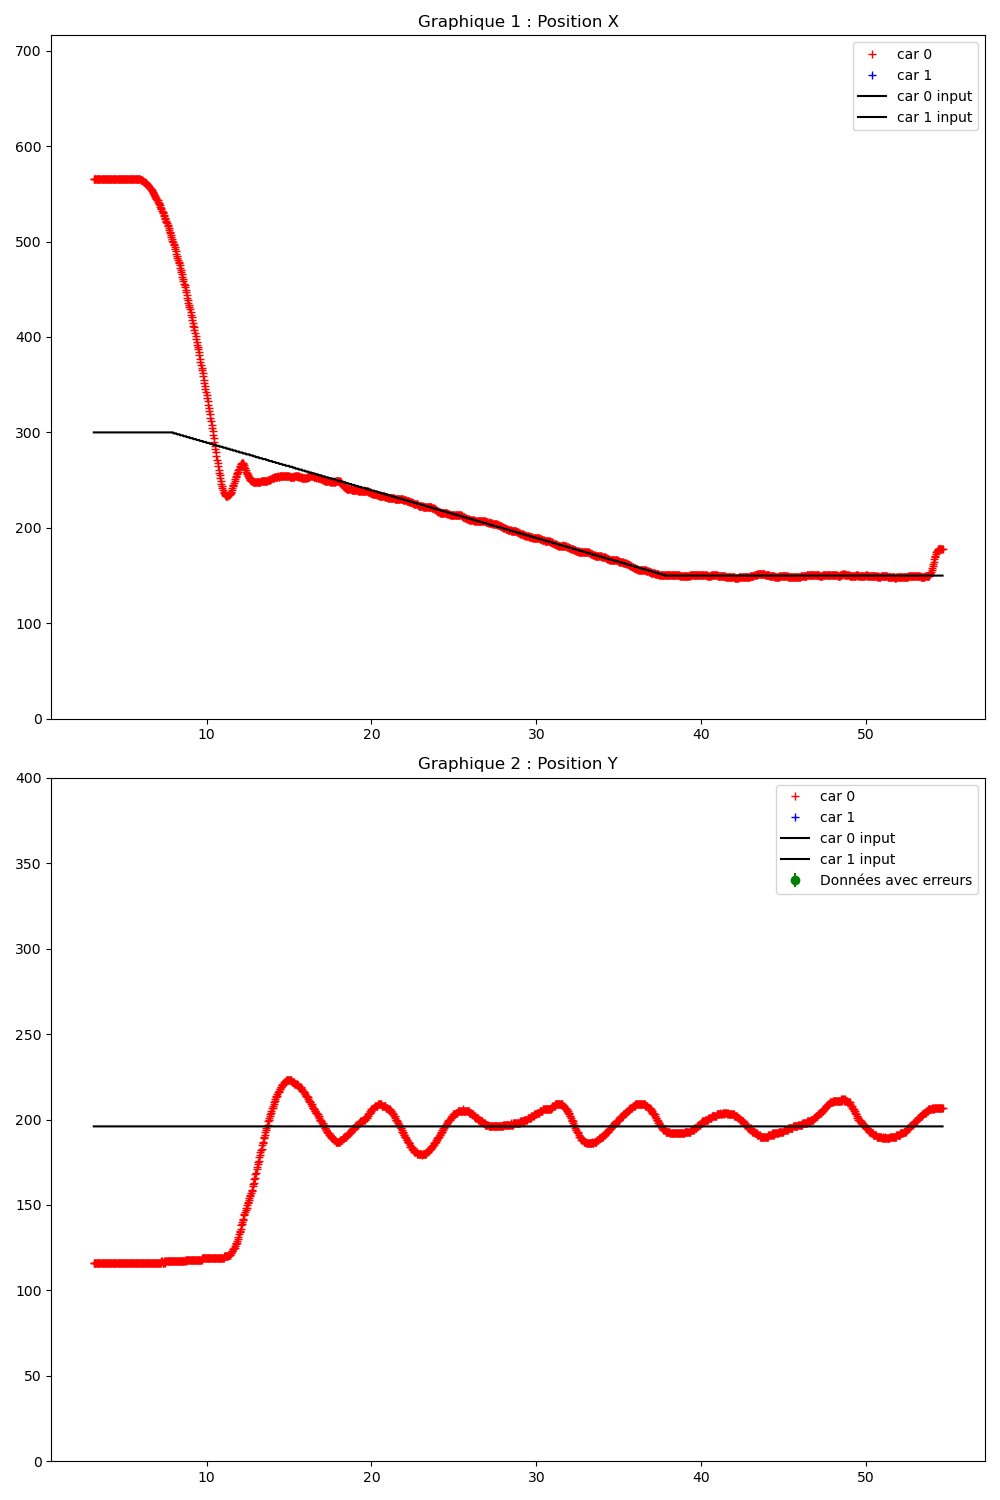 Graphique 1 : Position X
700
600
500
400
300
200
100
0
10 20 30 40 50
car 0
car 1
car 0 input
car 1 input
Graphique 2 : Position Y
400
350
300
250
200
150
100
50
0
10 20 30 40 50
car 0
car 1
car 0 input
car 1 input
Données avec erreurs